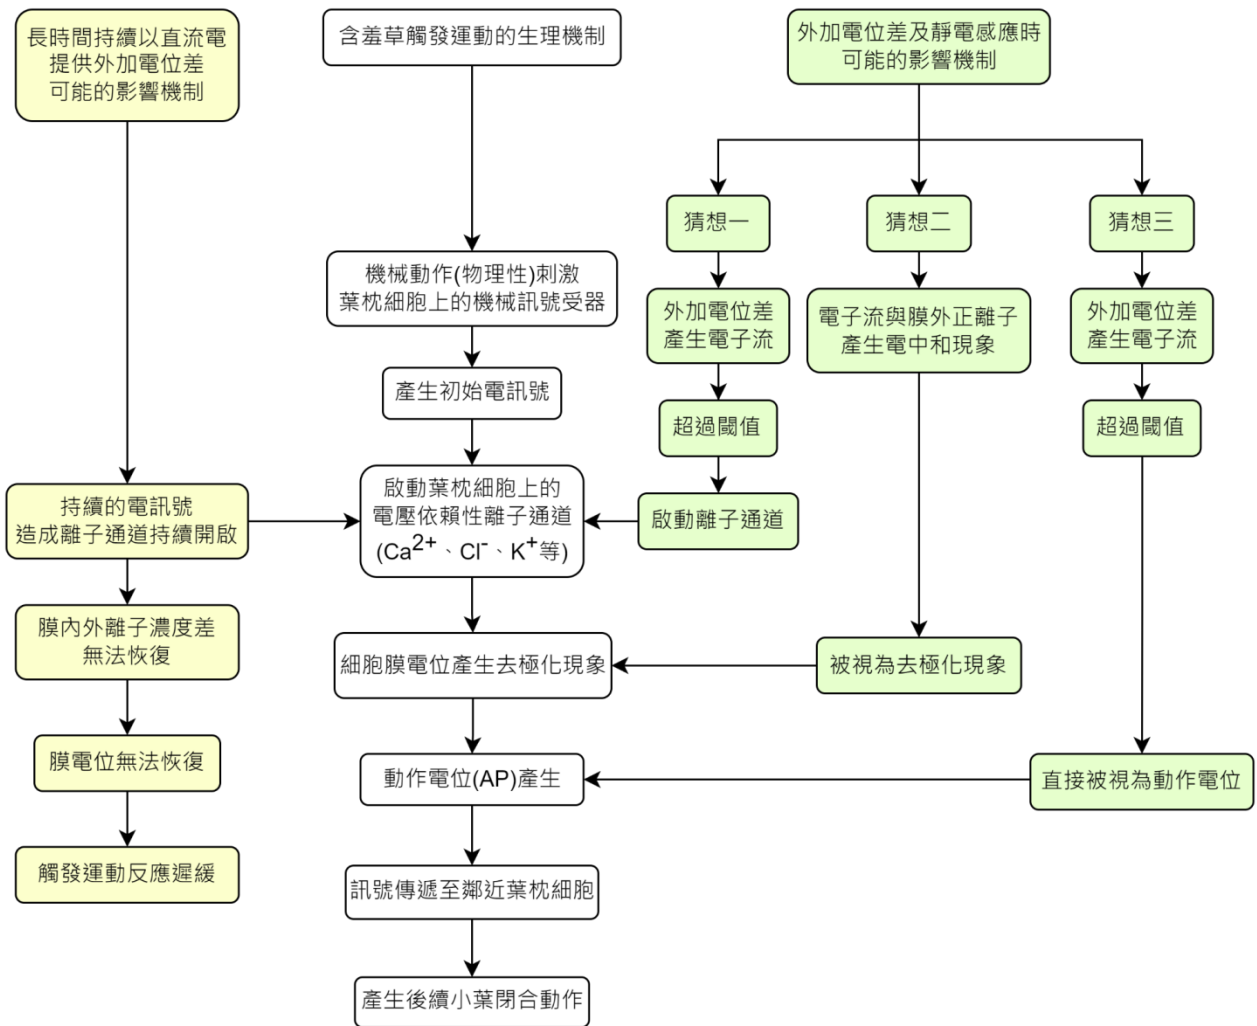 長時間持續以直流電
提供外加電位差
可能的影響機制
持續的電訊號
造成離子通道持續開啟
膜內外離子濃度差
無法恢復
膜電位無法恢復
觸發運動反應遲緩
含羞草觸發運動的生理機制
機械動作(物理性)刺激
葉枕細胞上的機械訊號受器
產生初始電訊號
啟動葉枕細胞上的
電壓依賴性離子通道
(Ca²⁺、Cl⁻、K⁺等)
細胞膜電位產生去極化現象
動作電位(AP)產生
訊號傳遞至鄰近葉枕細胞
產生後續小葉閉合動作
外加電位差及靜電感應時
可能的影響機制
猜想一
外加電位差
產生電子流
超過閾值
啟動離子通道
猜想二
電子流與膜外正離子
產生電中和現象
被視為去極化現象
猜想三
外加電位差
產生電子流
超過閾值
直接被視為動作電位